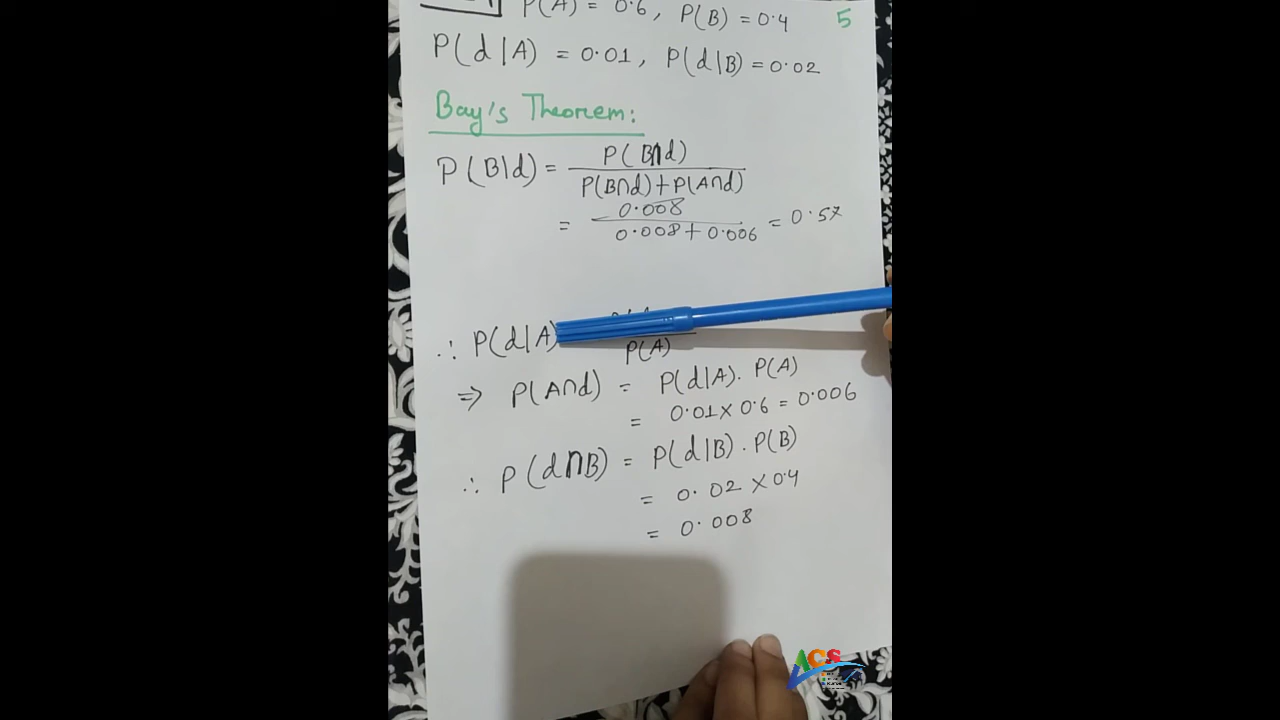 P(A) = 0.6, P(B) = 0.4
5
P(d|A) = 0.01, P(d|B) = 0.02
Bay's Theorem:
P(B|d) = P(B∩d)
P(B∩d) + P(A∩d)
= 0.008
0.008 + 0.006 = 0.57
∴ P(d|A)
P(A)
⇒ P(A∩d) = P(d|A). P(A)
= 0.01 × 0.6 = 0.006
∴ P(d∩B) = P(d|B). P(B)
= 0.02 × 0.4
= 0.008
ACS